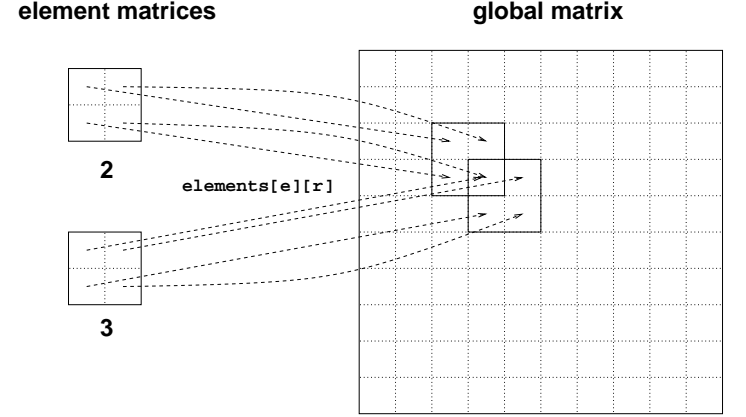 element matrices
global matrix
2
elements[e][r]
3